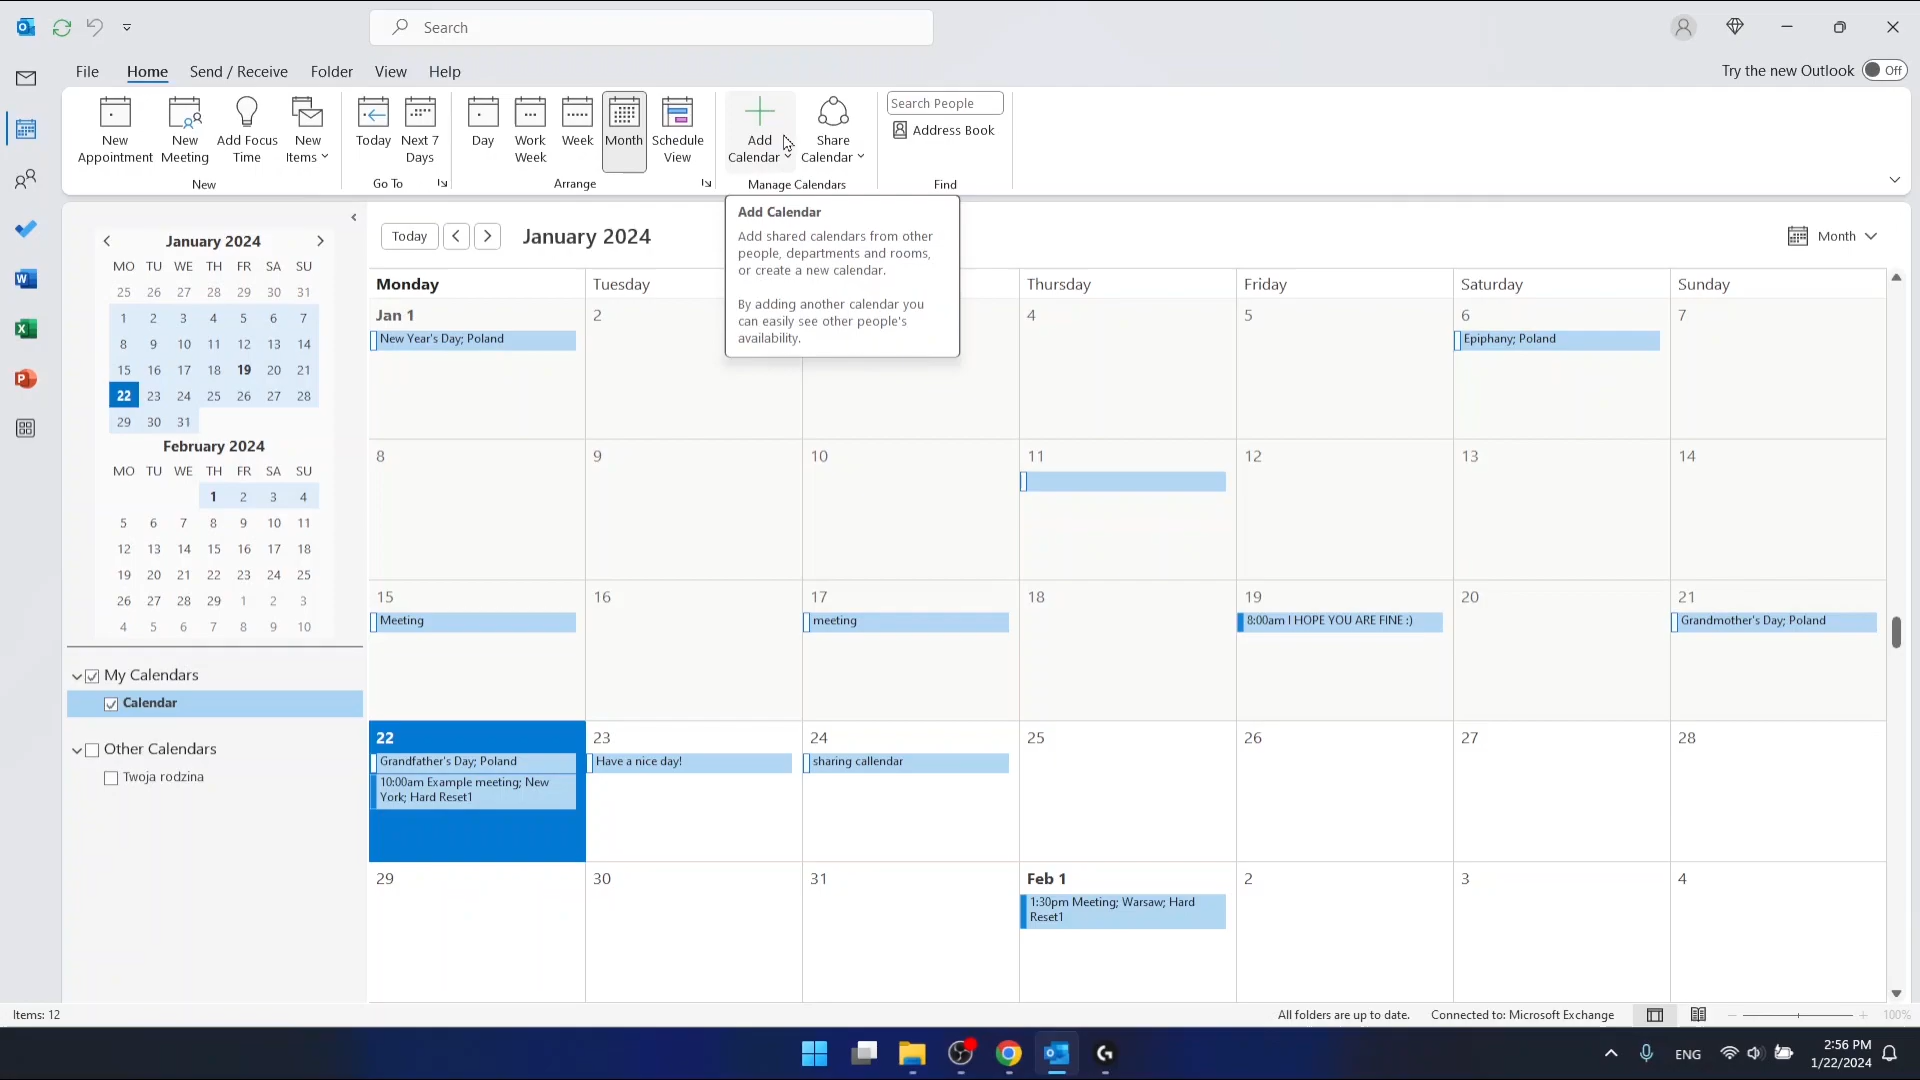 Search
File
Home
Send / Receive
Folder
View
Help
Try the new Outlook
Off
New
Appointment
New
Meeting
Add Focus
Time
New
Items
New
Today
Next 7
Days
Go To
Day
Work
Week
Week
Month
Schedule
View
Arrange
Add
Calendar
Share
Calendar
Manage Calendars
Search People
Address Book
Find
Add Calendar
Add shared calendars from other
people, departments and rooms,
or create a new calendar.
By adding another calendar you
can easily see other people's
availability.
January 2024
MO TU WE TH FR SA SU
25 26 27 28 29 30 31
1 2 3 4 5 6 7
8 9 10 11 12 13 14
15 16 17 18 19 20 21
22 23 24 25 26 27 28
29 30 31
February 2024
MO TU WE TH FR SA SU
1 2 3 4
5 6 7 8 9 10 11
12 13 14 15 16 17 18
19 20 21 22 23 24 25
26 27 28 29 1 2 3
4 5 6 7 8 9 10
My Calendars
Calendar
Other Calendars
Twoja rodzina
Today
January 2024
Month
Monday
Tuesday
Thursday
Friday
Saturday
Sunday
Jan 1
New Year's Day; Poland
2
4
5
6
Epiphany; Poland
7
8
9
10
11
12
13
14
15
Meeting
16
17
meeting
18
19
8:00am I HOPE YOU ARE FINE :)
20
21
Grandmother's Day; Poland
22
Grandfather's Day; Poland
10:00am Example meeting; New
York; Hard Reset1
23
Have a nice day!
24
sharing callendar
25
26
27
28
29
30
31
Feb 1
1:30pm Meeting; Warsaw; Hard
Reset1
2
3
4
Items: 12
All folders are up to date.
Connected to: Microsoft Exchange
100%
ENG
2:56 PM
1/22/2024